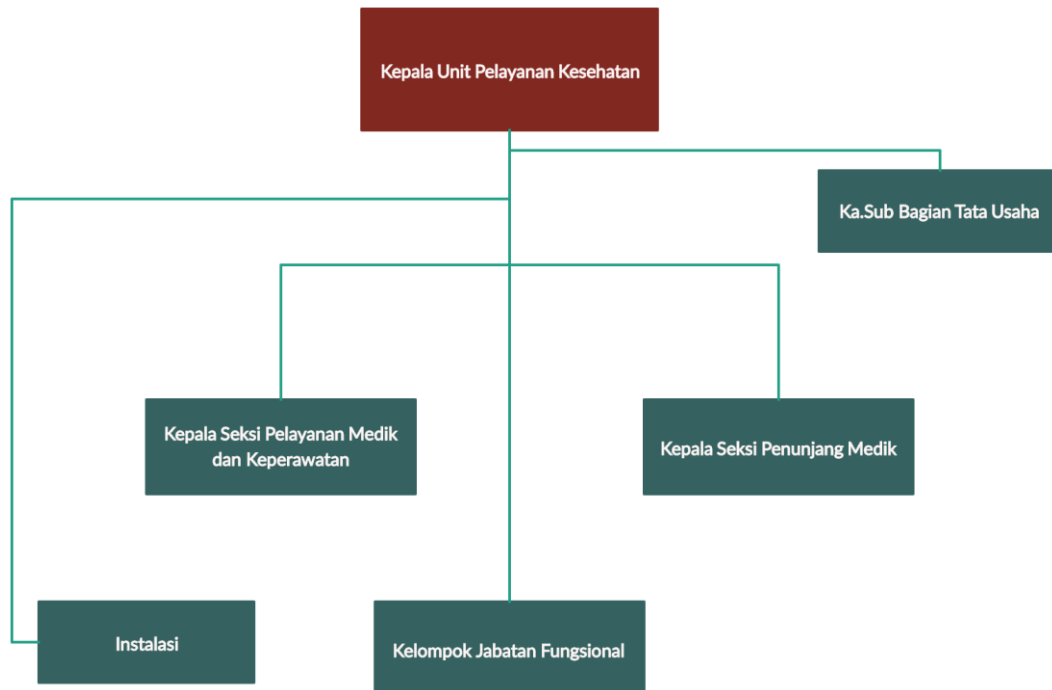 Kepala Unit Pelayanan Kesehatan
Ka.Sub Bagian Tata Usaha
Kepala Seksi Pelayanan Medik
dan Keperawatan
Kepala Seksi Penunjang Medik
Instalasi
Kelompok Jabatan Fungsional